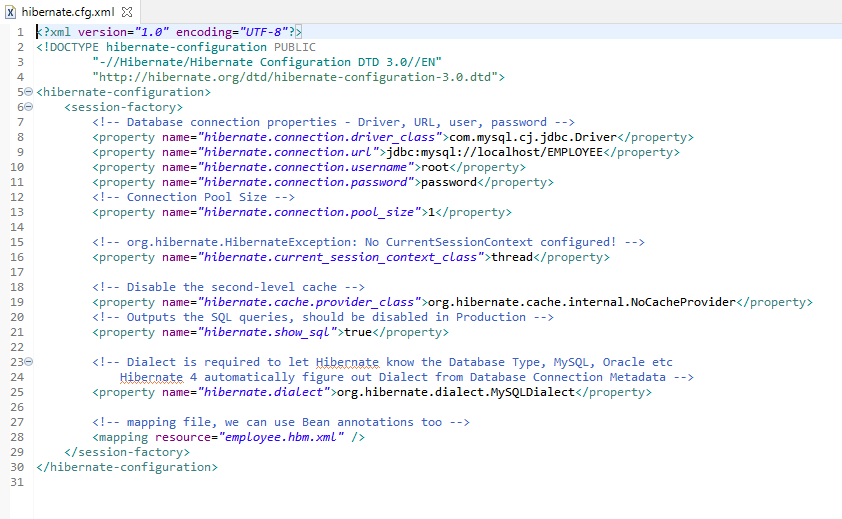 hibernate.cfg.xml
1 <?xml version="1.0" encoding="UTF-8"?>
2 <!DOCTYPE hibernate-configuration PUBLIC
3 "-//Hibernate/Hibernate Configuration DTD 3.0//EN"
4 "http://hibernate.org/dtd/hibernate-configuration-3.0.dtd">
5 <hibernate-configuration>
6 <session-factory>
7 <!-- Database connection properties - Driver, URL, user, password -->
8 <property name="hibernate.connection.driver_class">com.mysql.cj.jdbc.Driver</property>
9 <property name="hibernate.connection.url">jdbc:mysql://localhost/EMPLOYEE</property>
10 <property name="hibernate.connection.username">root</property>
11 <property name="hibernate.connection.password">password</property>
12 <!-- Connection Pool Size -->
13 <property name="hibernate.connection.pool_size">1</property>
14
15 <!-- org.hibernate.HibernateException: No CurrentSessionContext configured! -->
16 <property name="hibernate.current_session_context_class">thread</property>
17
18 <!-- Disable the second-level cache -->
19 <property name="hibernate.cache.provider_class">org.hibernate.cache.internal.NoCacheProvider</property>
20 <!-- Outputs the SQL queries, should be disabled in Production -->
21 <property name="hibernate.show_sql">true</property>
22
23 <!-- Dialect is required to let Hibernate know the Database Type, MySQL, Oracle etc
24 Hibernate 4 automatically figure out Dialect from Database Connection Metadata -->
25 <property name="hibernate.dialect">org.hibernate.dialect.MySQLDialect</property>
26
27 <!-- mapping file, we can use Bean annotations too -->
28 <mapping resource="employee.hbm.xml" />
29 </session-factory>
30 </hibernate-configuration>
31